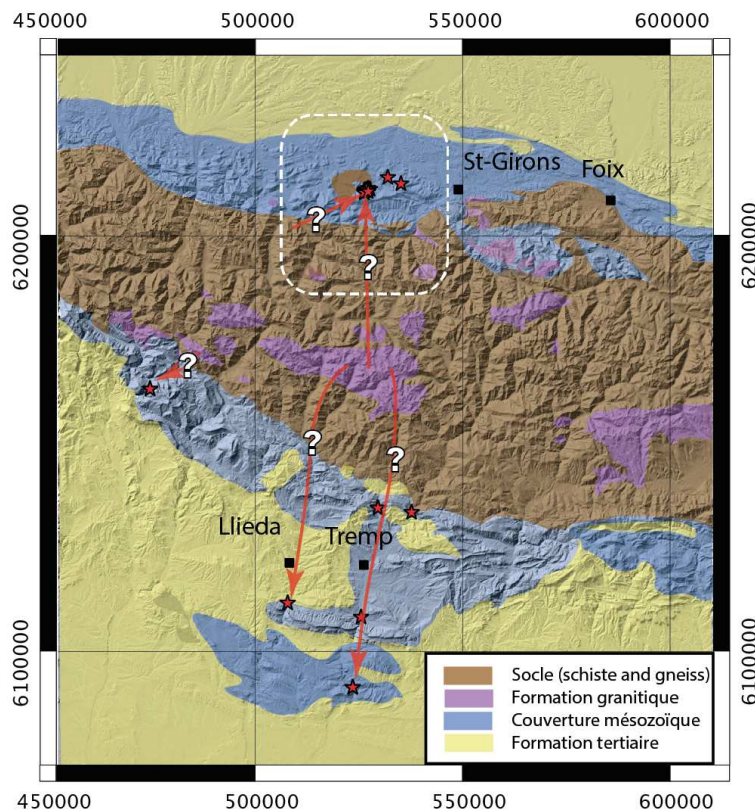 450000 500000 550000 600000
St-Girons
Foix
?
6200000
6200000
?
?
?
?
Llieda
Tremp
6100000
6100000
Socle (schiste and gneiss)
Formation granitique
Couverture mésozoïque
Formation tertiaire
450000 500000 550000 600000